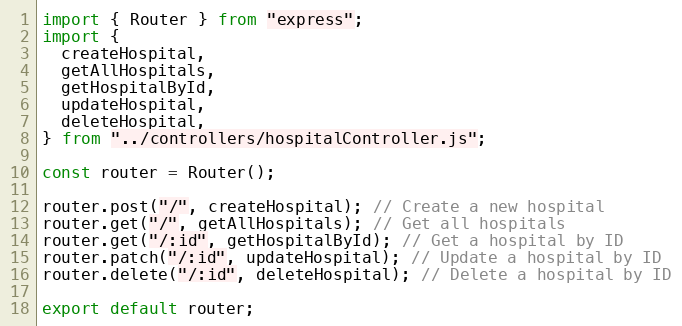 1 import { Router } from "express";
2 import {
3   createHospital,
4   getAllHospitals,
5   getHospitalById,
6   updateHospital,
7   deleteHospital,
8 } from "../controllers/hospitalController.js";
9
10 const router = Router();
11
12 router.post("/", createHospital); // Create a new hospital
13 router.get("/", getAllHospitals); // Get all hospitals
14 router.get("/:id", getHospitalById); // Get a hospital by ID
15 router.patch("/:id", updateHospital); // Update a hospital by ID
16 router.delete("/:id", deleteHospital); // Delete a hospital by ID
17
18 export default router;